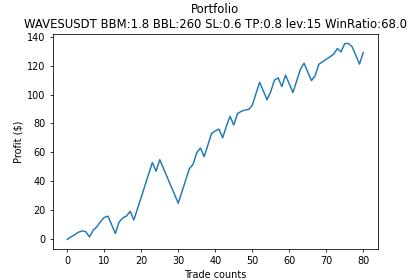 Portfolio
WAVESUSDT BBM:1.8 BBL:260 SL:0.6 TP:0.8 lev:15 WinRatio:68.0
140
120
100
80
60
40
20
0
Profit ($)
0 10 20 30 40 50 60 70 80
Trade counts